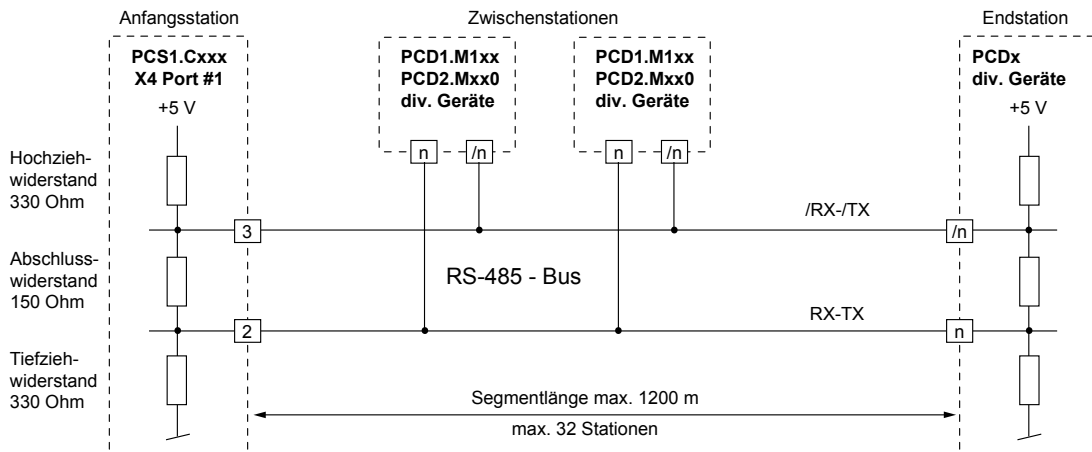 Anfangsstation
Zwischenstationen
Endstation
PCS1.Cxxx
X4 Port #1
+5 V
PCD1.M1xx
PCD2.Mxx0
div. Geräte
PCD1.M1xx
PCD2.Mxx0
div. Geräte
PCDx
div. Geräte
+5 V
n
/n
n
/n
Hochzieh-
widerstand
330 Ohm
/RX-/TX
3
/n
Abschluss-
widerstand
150 Ohm
RS-485 - Bus
RX-TX
2
n
Tiefzieh-
widerstand
330 Ohm
Segmentlänge max. 1200 m
max. 32 Stationen